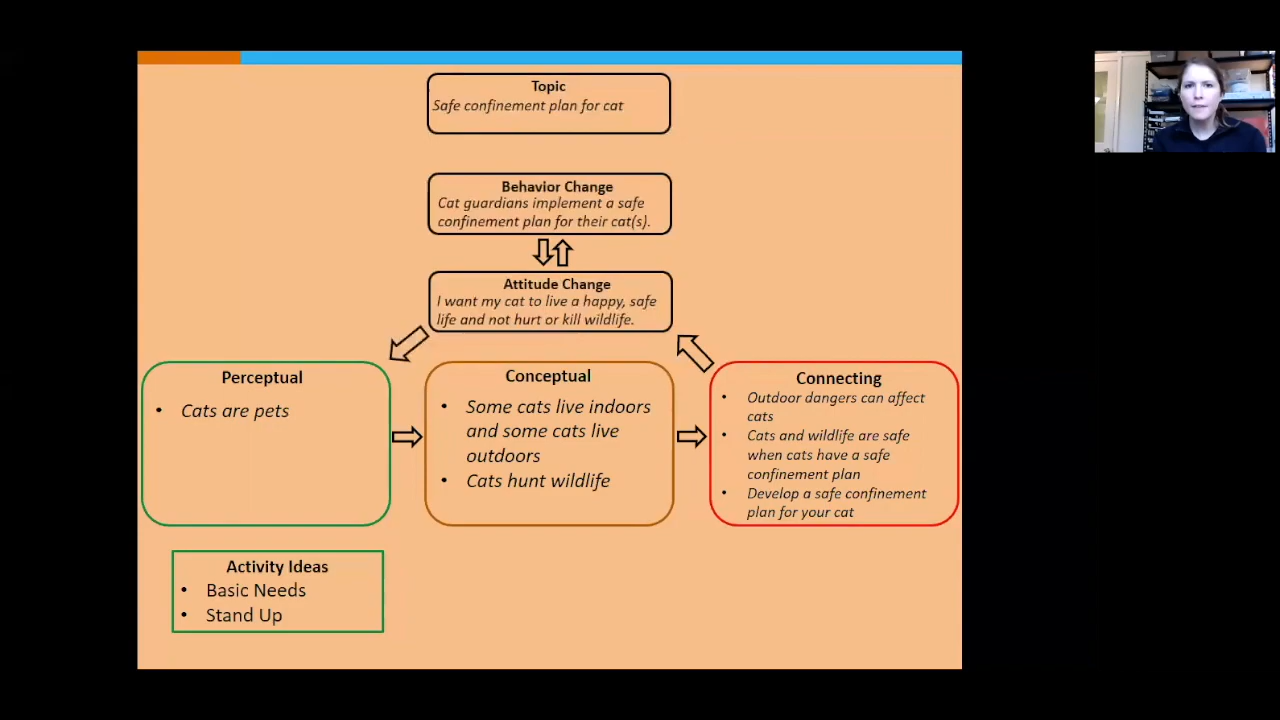 Topic
Safe confinement plan for cat
Behavior Change
Cat guardians implement a safe
confinement plan for their cat(s).
Attitude Change
I want my cat to live a happy, safe
life and not hurt or kill wildlife.
Perceptual
• Cats are pets
Conceptual
• Some cats live indoors
and some cats live
outdoors
• Cats hunt wildlife
Connecting
• Outdoor dangers can affect
cats
• Cats and wildlife are safe
when cats have a safe
confinement plan
• Develop a safe confinement
plan for your cat
Activity Ideas
• Basic Needs
• Stand Up